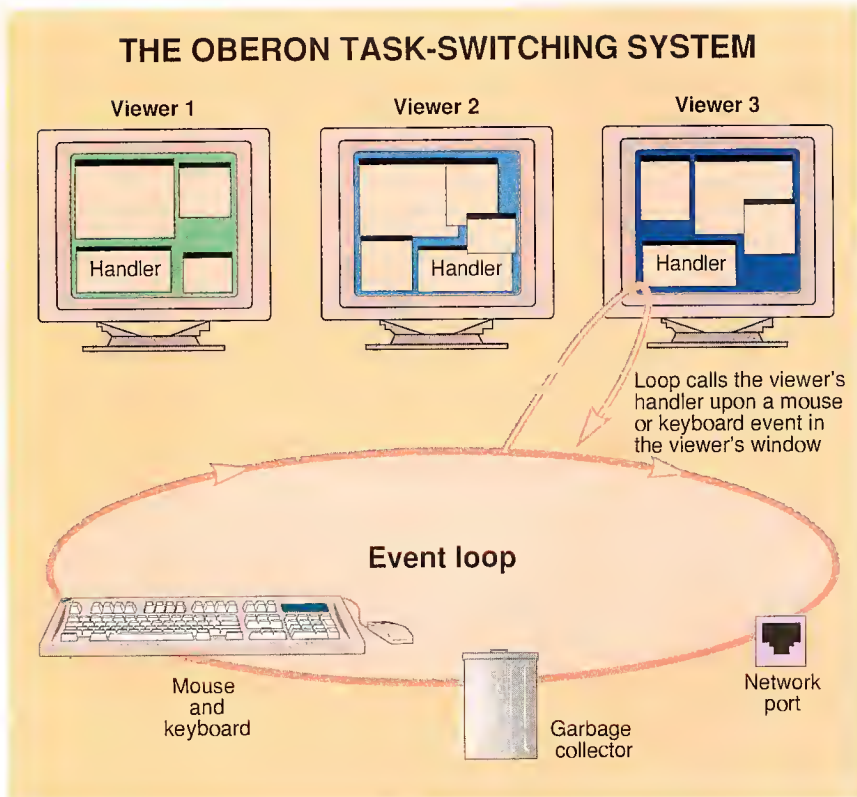 THE OBERON TASK-SWITCHING SYSTEM
Viewer 1
Viewer 2
Viewer 3
Handler
Handler
Handler
Loop calls the viewer's
handler upon a mouse
or keyboard event in
the viewer's window
Event loop
Mouse
and
keyboard
Garbage
collector
Network
port